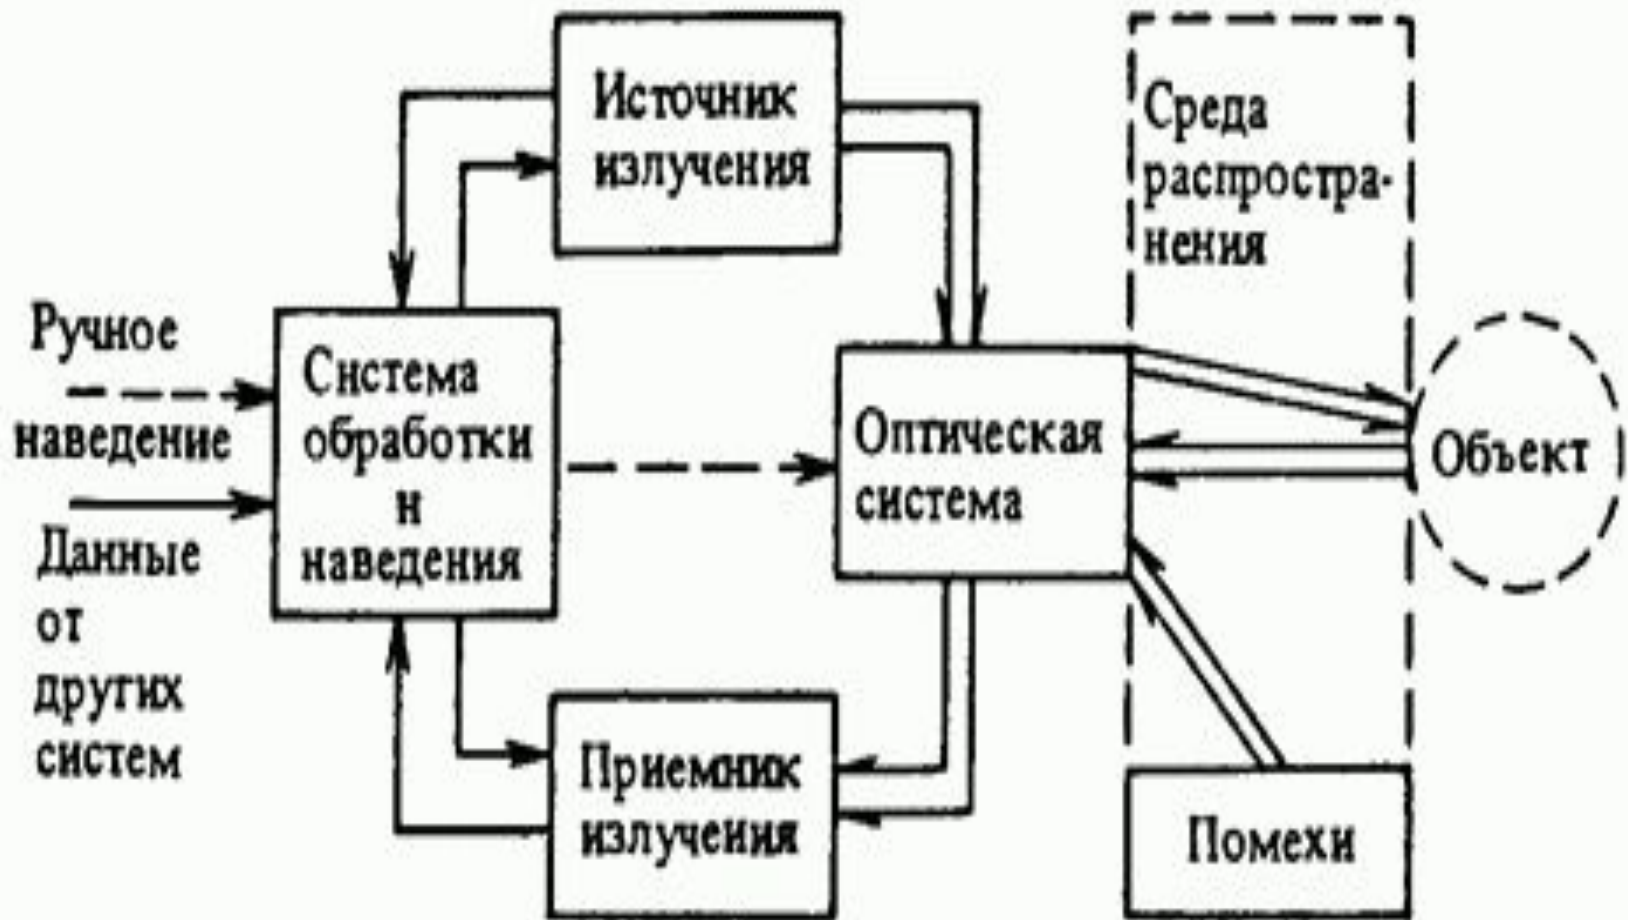 Источник
излучения
Среда
распростра-
нения
Ручное
наведение
Данные
от
других
систем
Система
обработки
и
наведения
Оптическая
система
Объект
Приемник
излучения
Помехи